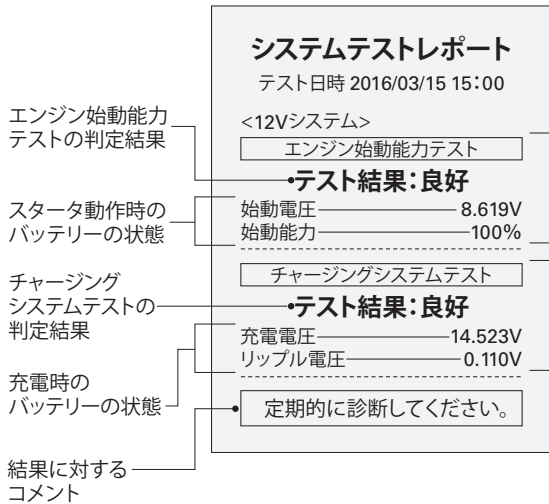 システムテストレポート
テスト日時 2016/03/15 15:00
<12Vシステム>
エンジン始動能力テスト
•テスト結果:良好
始動電圧 8.619V
始動能力 100%
チャージングシステムテスト
•テスト結果:良好
充電電圧 14.523V
リップル電圧 0.110V
定期的に診断してください。
エンジン始動能力
テストの判定結果
スタータ動作時の
バッテリーの状態
チャージング
システムテストの
判定結果
充電時の
バッテリーの状態
結果に対する
コメント